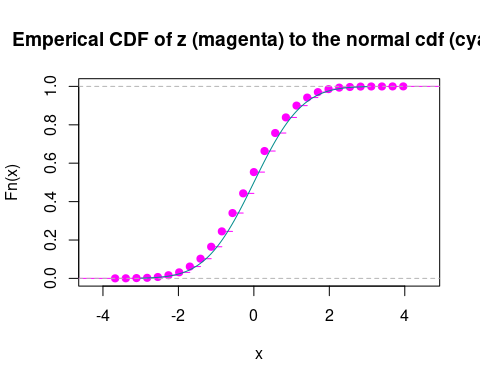 Emperical CDF of z (magenta) to the normal cdf (cya
Fn(x)
1.0
0.8
0.6
0.4
0.2
0.0
-4 -2 0 2 4
x